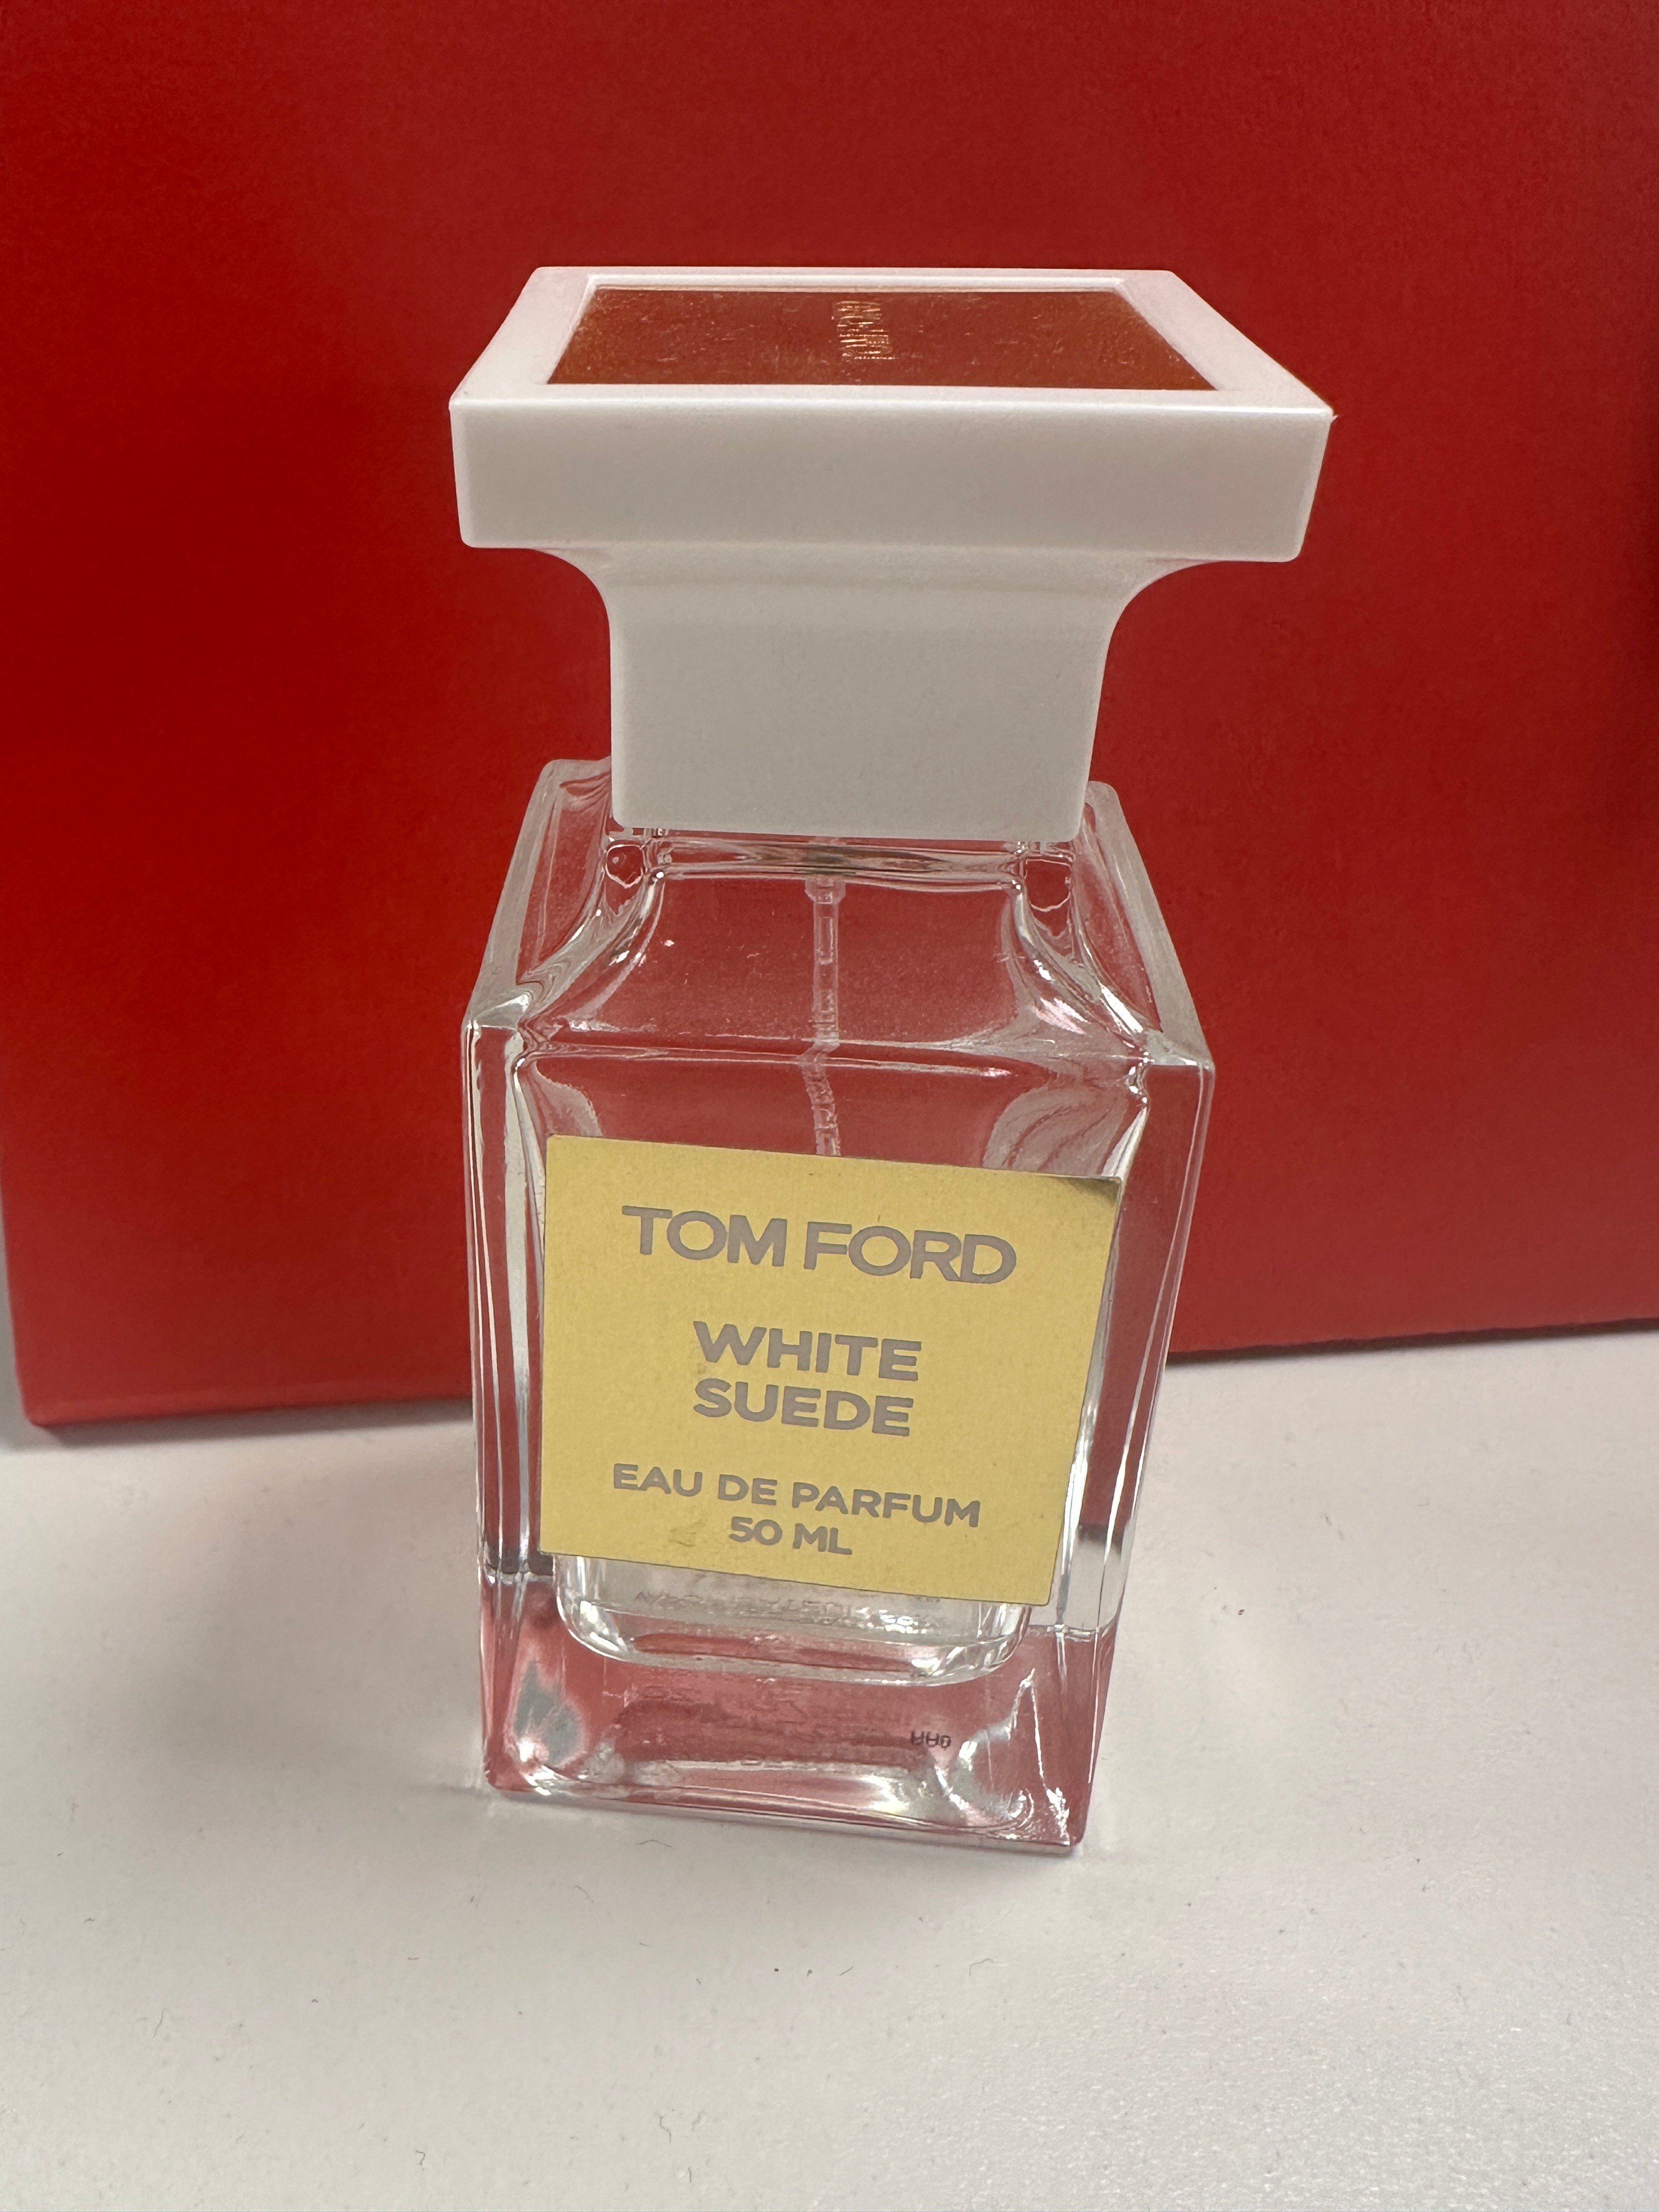 TOM FORD
WHITE
SUEDE
EAU DE PARFUM
50 ML